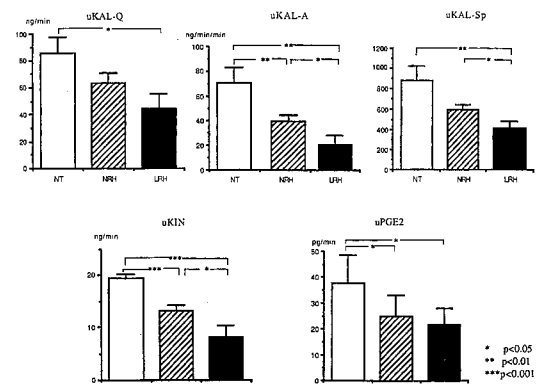 uKAL-Q
uKAL-A
uKAL-Sp
ng/min
100
80
60
40
20
0
*
NT
NRH
LRH
ng/min/min
100
80
60
40
20
0
**
**
*
NT
NRH
LRH
1200
1000
800
600
400
200
0
**
*
NT
NRH
LRH
uKIN
uPGE2
ng/min
20
10
0
***
***
*
pg/min
50
40
30
20
10
0
*
*
* p<0.05
** p<0.01
***p<0.001